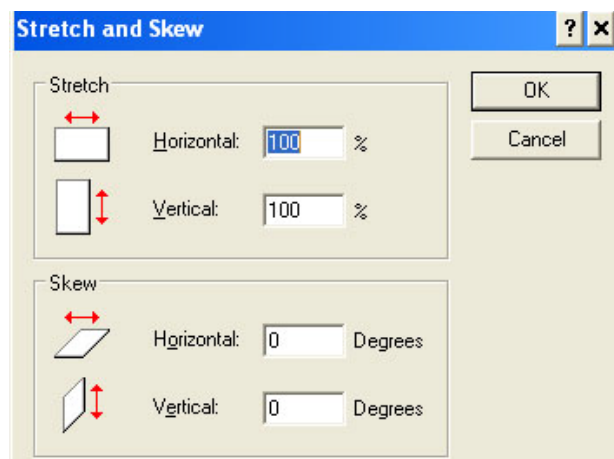 Stretch and Skew ? ×
Stretch
OK
Horizontal: 100 %
Cancel
Vertical: 100 %
Skew
Horizontal: 0 Degrees
Vertical: 0 Degrees